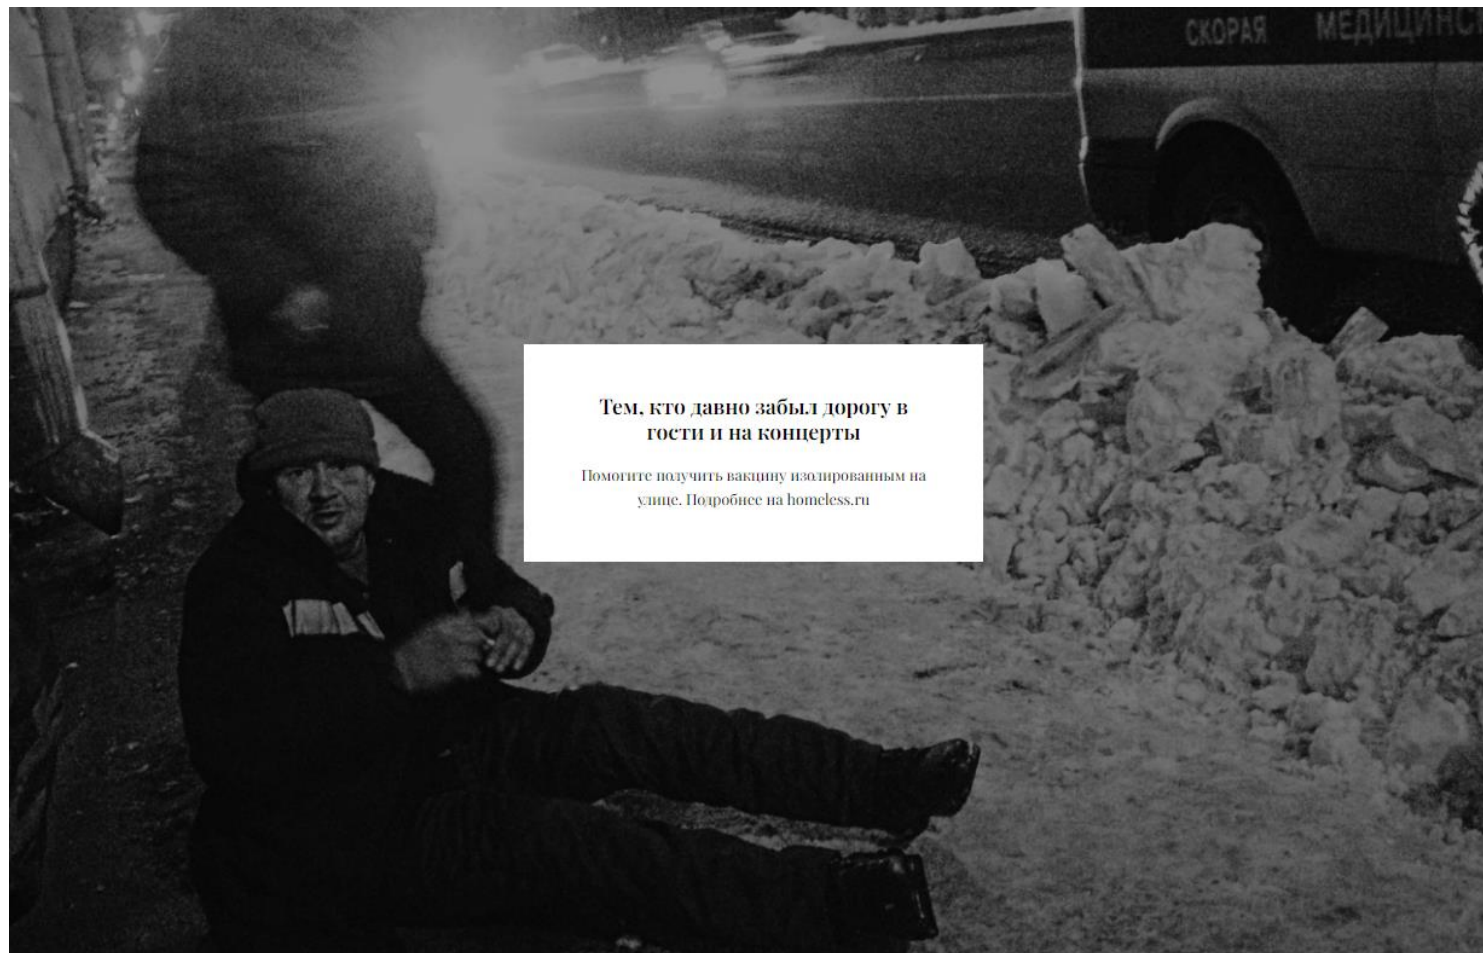 СКОРАЯ МЕДИЦИНС
Тем, кто давно забыл дорогу в
гости и на концерты
Помогите получить вакцину изолированным на
улице. Подробнее на homeless.ru